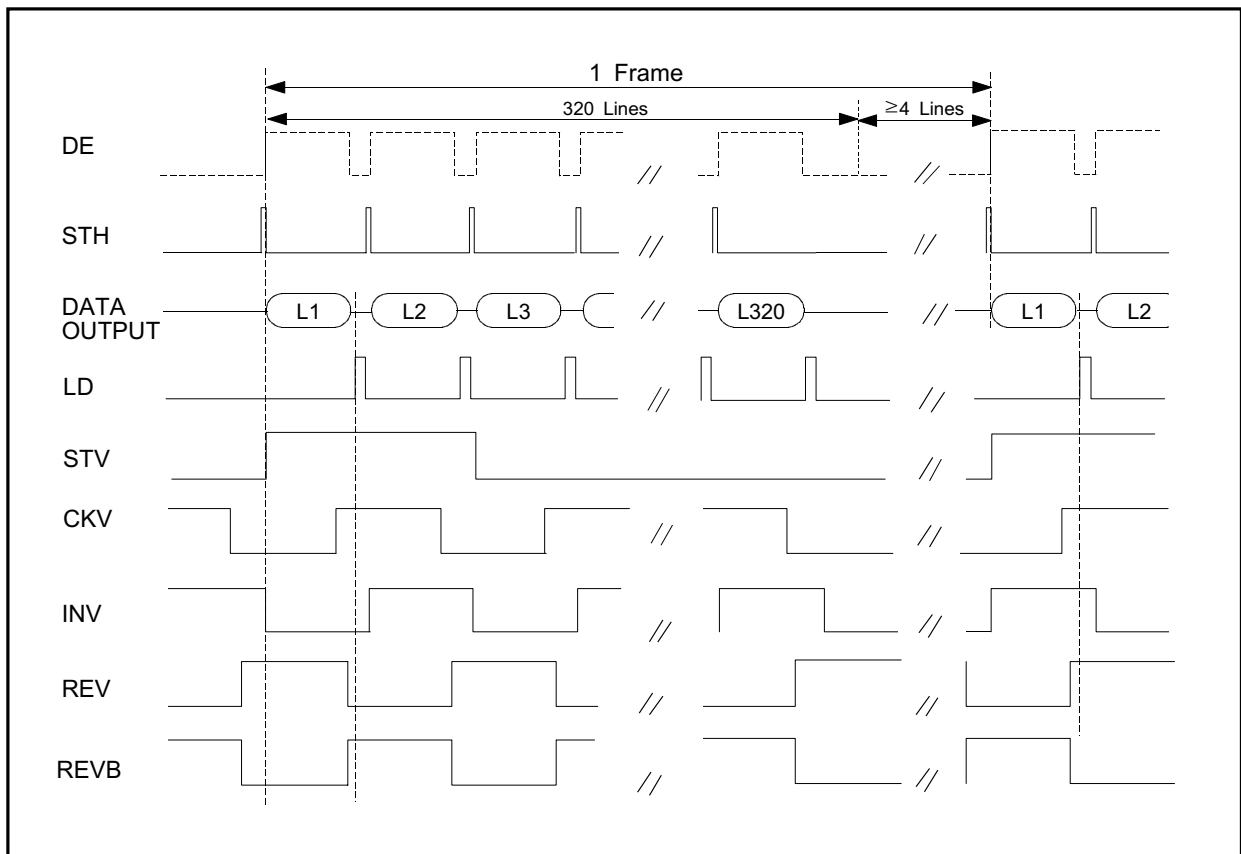 1 Frame
320 Lines
≥4 Lines
DE
STH
DATA
OUTPUT
L1
L2
L3
L320
L1
L2
LD
STV
CKV
INV
REV
REVB